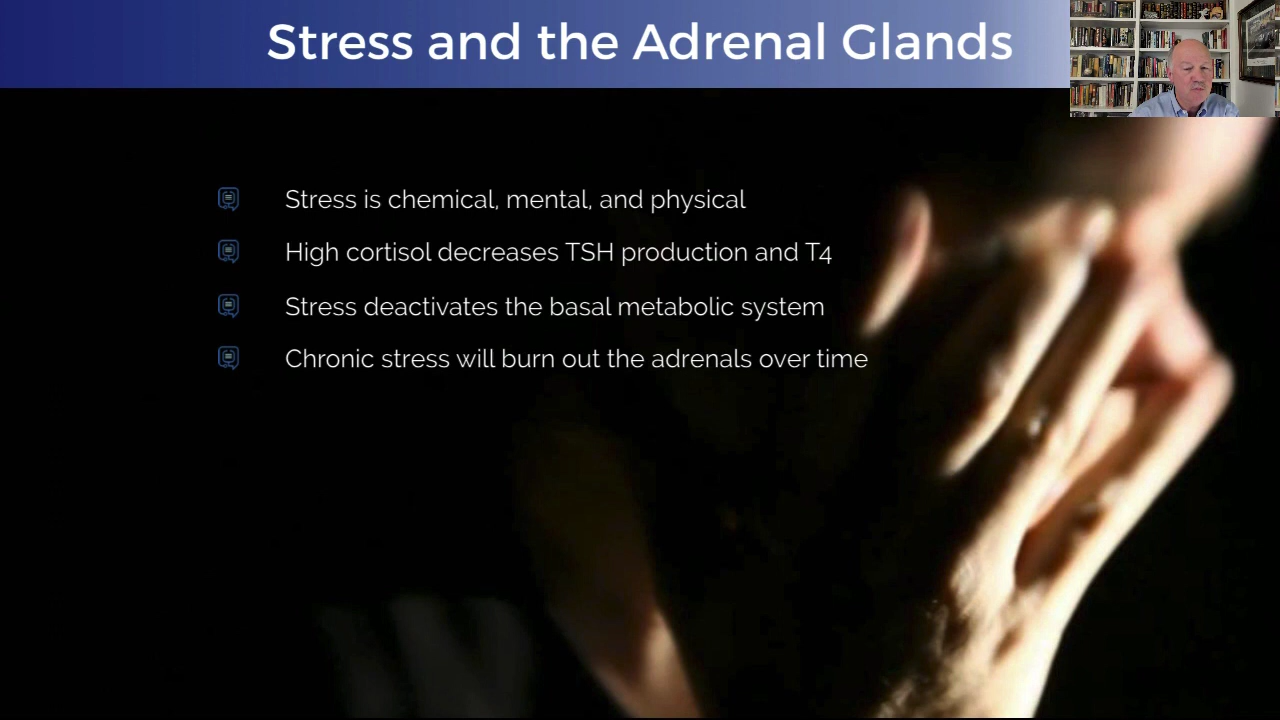 Stress and the Adrenal Glands
Stress is chemical, mental, and physical
High cortisol decreases TSH production and T4
Stress deactivates the basal metabolic system
Chronic stress will burn out the adrenals over time